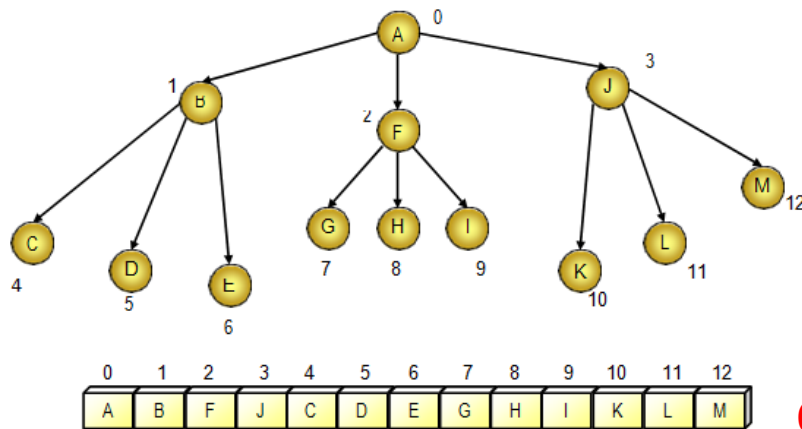 A 0
1 B
J 3
2 F
M 12
C 4
D 5
E 6
G 7
H 8
I 9
K 10
L 11
0 1 2 3 4 5 6 7 8 9 10 11 12
A B F J C D E G H I K L M